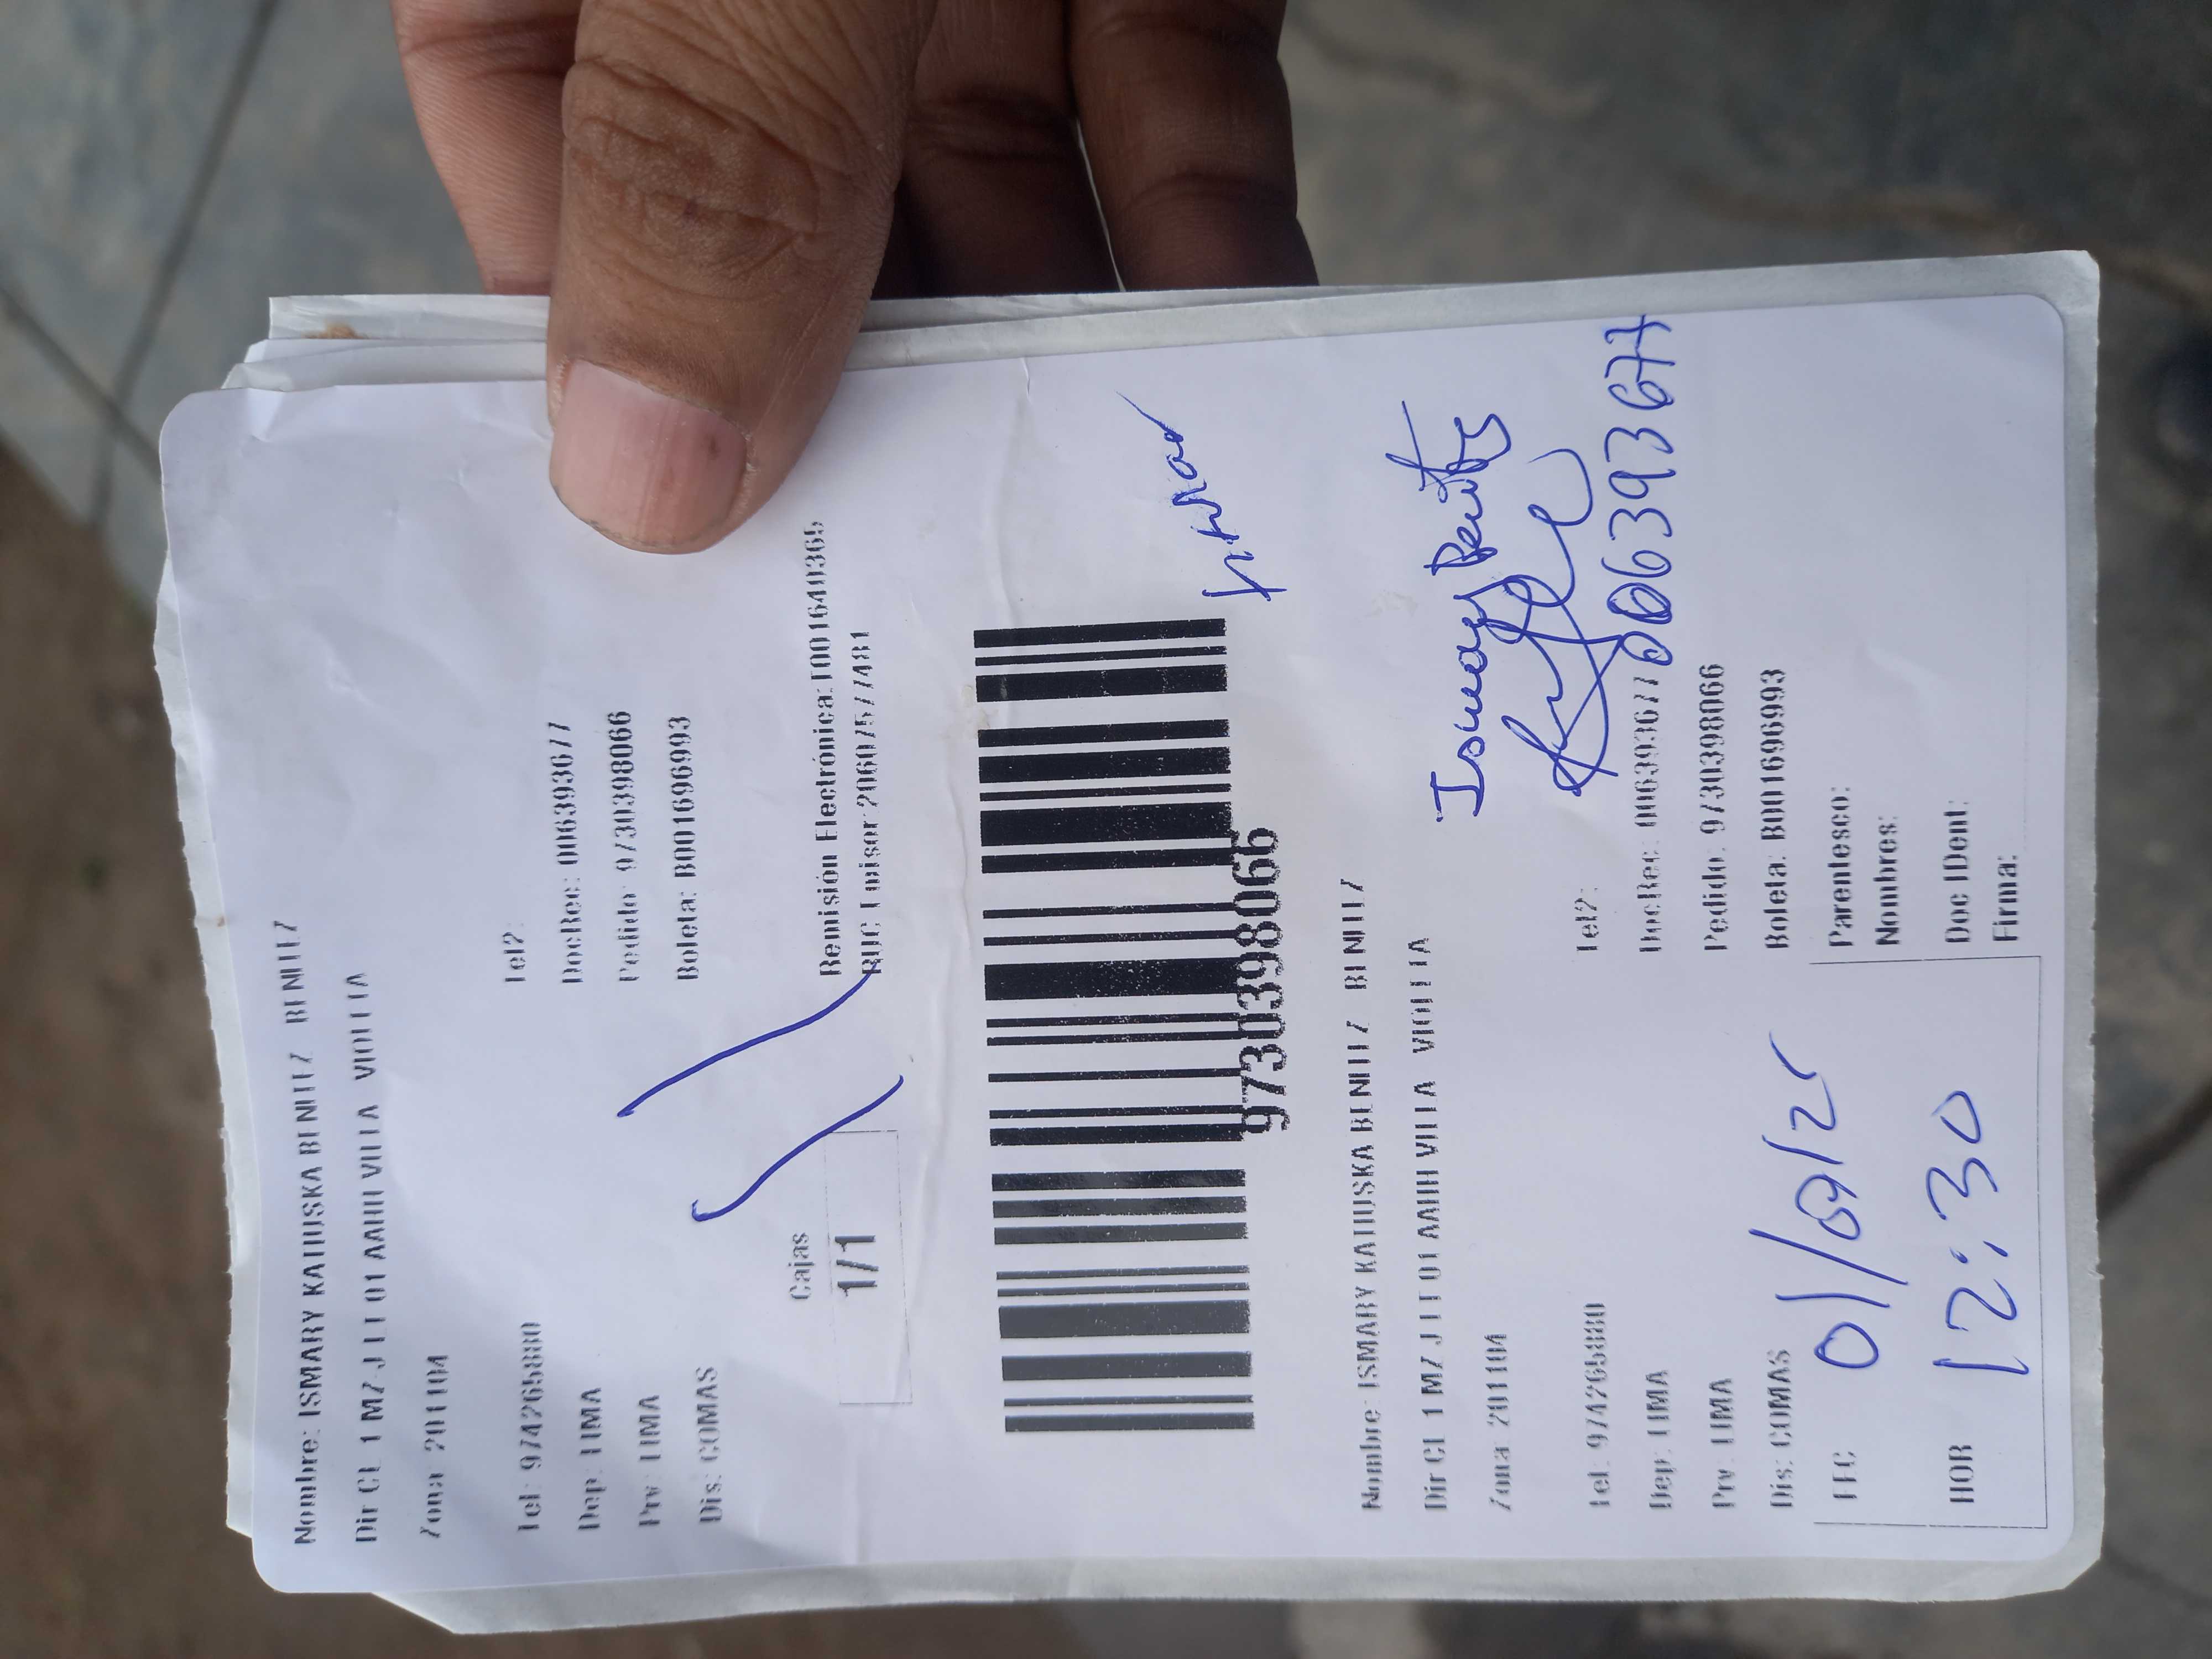 Nombre: ISMARY KATIUSKA BENITEZ BENITEZ
Dir CL 1 MZ J LT 01 AAHH VILLA VIOLETA
Zona: 201104
Tel: 974265880 Tel2:
Dep: LIMA DocRec: 006393677
Prv: LIMA Pedido: 9730398066
Dis: COMAS Boleta: B001696993
Cajas
1/1
Remisión Electrónica: T001640365
RUC Emisor: 20607577481
9730398066
Nombre: ISMARY KATIUSKA BENITEZ BENITEZ
Dir CL 1 MZ J LT 01 AAHH VILLA VIOLETA
Zona: 201104
Ismary Benitez
Tel: 974265880 Tel2:
006393677
Dep: LIMA DocRec: 006393677
Prv: LIMA Pedido: 9730398066
Dis: COMAS Boleta: B001696993
FEC 01/09/25
HOR 12:30
Parentesco:
Nombres:
Doc IDent:
Firma: